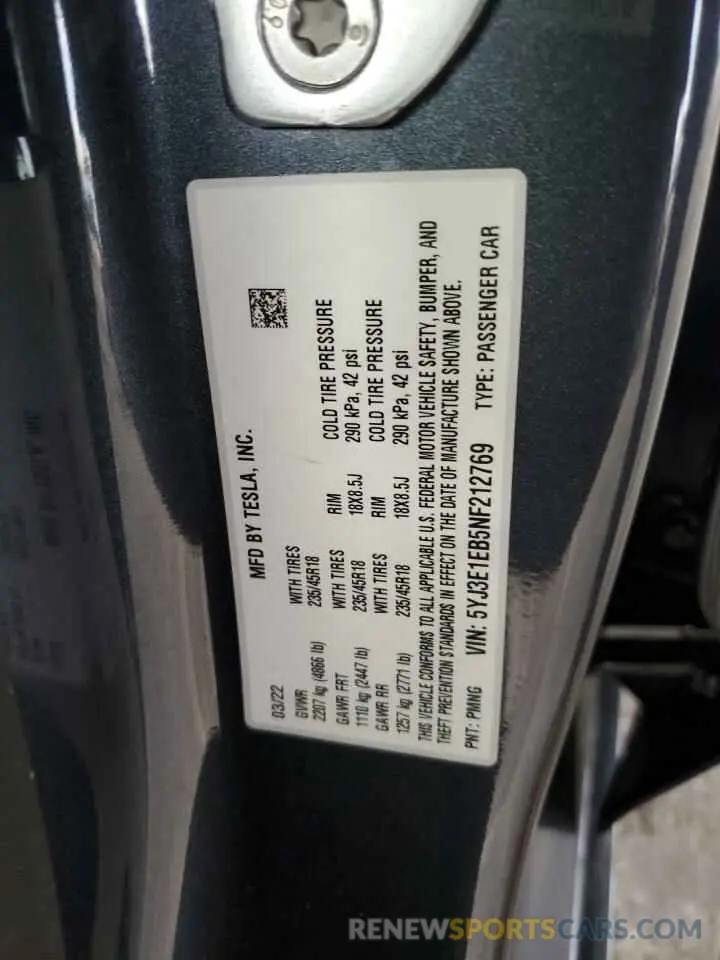 MFD BY TESLA, INC.
03/22
GVWR WITH TIRES RIM COLD TIRE PRESSURE
2207 kg (4866 lb) 235/45R18 18X8.5J 290 kPa, 42 psi
GAWR FRT WITH TIRES RIM COLD TIRE PRESSURE
1110 kg (2447 lb) 235/45R18 18X8.5J 290 kPa, 42 psi
GAWR RR WITH TIRES
1257 kg (2771 lb) 235/45R18
THIS VEHICLE CONFORMS TO ALL APPLICABLE U.S. FEDERAL MOTOR VEHICLE SAFETY, BUMPER, AND
THEFT PREVENTION STANDARDS IN EFFECT ON THE DATE OF MANUFACTURE SHOWN ABOVE.
PNT: PMNG VIN: 5YJ3E1EB5NF212769 TYPE: PASSENGER CAR
RENEWSPORTSCARS.COM